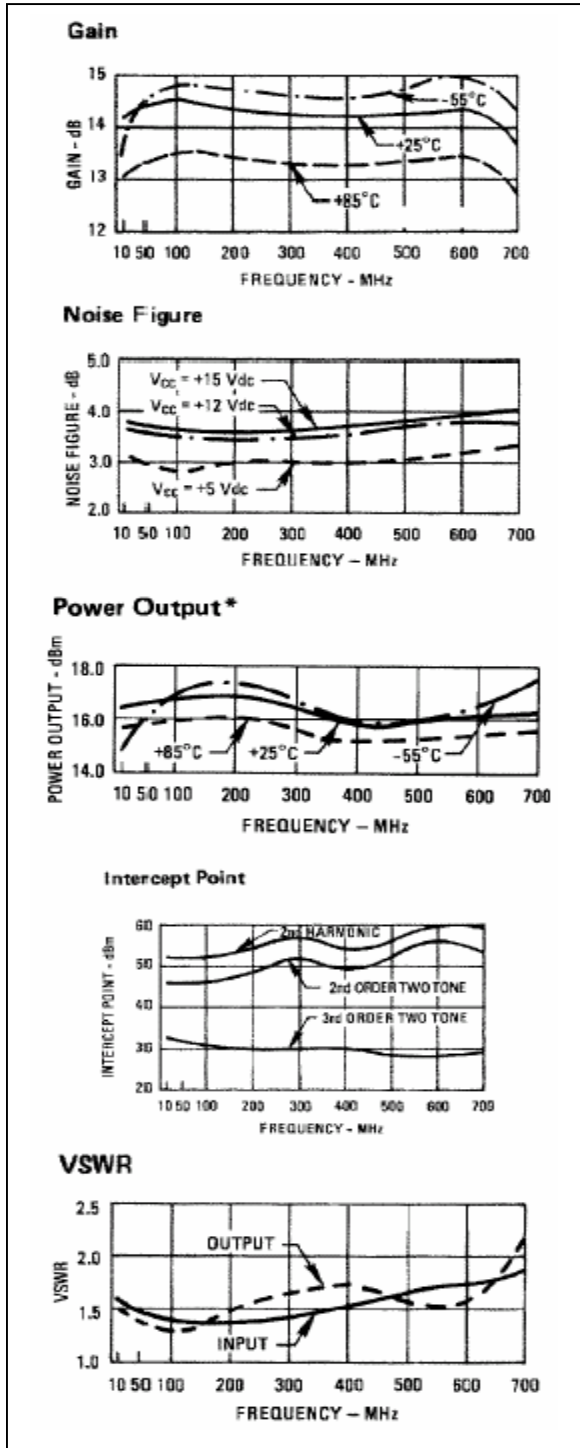 Gain
15
14
13
12
GAIN - dB
-55°C
+25°C
+85°C
10 50 100 200 300 400 500 600 700
FREQUENCY - MHz
Noise Figure
5.0
4.0
3.0
2.0
NOISE FIGURE - dB
VCC = +15 Vdc
VCC = +12 Vdc
VCC = +5 Vdc
10 50 100 200 300 400 500 600 700
FREQUENCY – MHz
Power Output*
18.0
16.0
14.0
POWER OUTPUT - dBm
+85°C +25°C -55°C
10 50 100 200 300 400 500 600 700
FREQUENCY – MHz
Intercept Point
60
50
40
30
20
INTERCEPT POINT - dBm
2nd HARMONIC
2nd ORDER TWO TONE
3rd ORDER TWO TONE
10 50 100 200 300 400 500 600 700
FREQUENCY - MHz
VSWR
2.5
2.0
1.5
1.0
VSWR
OUTPUT
INPUT
10 50 100 200 300 400 500 600 700
FREQUENCY – MHz